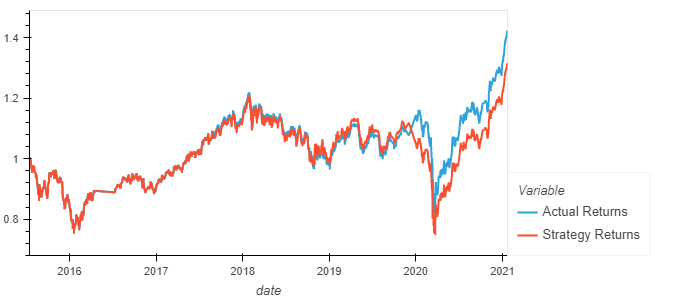 1.4
1.2
1
0.8
2016 2017 2018 2019 2020 2021
date
Variable
Actual Returns
Strategy Returns